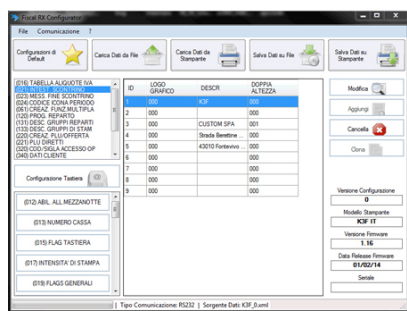 Fiscal RX Configurator
File Comunicazione ?
Configurazioni di Default
Carica Dati da File
Carica Dati da Stampante
Salva Dati su File
Salva Dati su Stampante
(016) TABELLA ALIQUOTE IVA
(021) INTEST. SCONTRINO
(023) MESS. FINE SCONTRINO
(024) CODICE ICONA PERIODO
(061) CREAZ. FUNZ MULTIPLA
(120) PROG. REPARTO
(131) DESC. GRUPPI REPARTI
(133) DESC. GRUPPI DI STAM
(220) CREAZ. PLU/OFFERTA
(221) PLU DIRETTI
(320) COD/SIGLA ACCESSO OP
(340) DATI CLIENTE
Configurazione Tastiera
(012) ABIL. ALL.MEZZANOTTE
(013) NUMERO CASSA
(015) FLAG TASTIERA
(017) INTENSITA' DI STAMPA
(019) FLAGS GENERALI
ID LOGO GRAFICO DESCR DOPPIA ALTEZZA
1 000 K3F 000
2 000 000
3 000 CUSTOM SPA 001
4 000 Strada Berettine ... 000
5 000 43010 Fontevivo ... 000
6 000 000
7 000 000
8 000 000
9 000 000
Modifica
Aggiungi
Cancella
Clona
Versione Configurazione
0
Modello Stampante
K3F IT
Versione Firmware
1.16
Data Release Firmware
01/02/14
Seriale
Tipo Comunicazione: RS232 | Sorgente Dati: K3F_0.xml